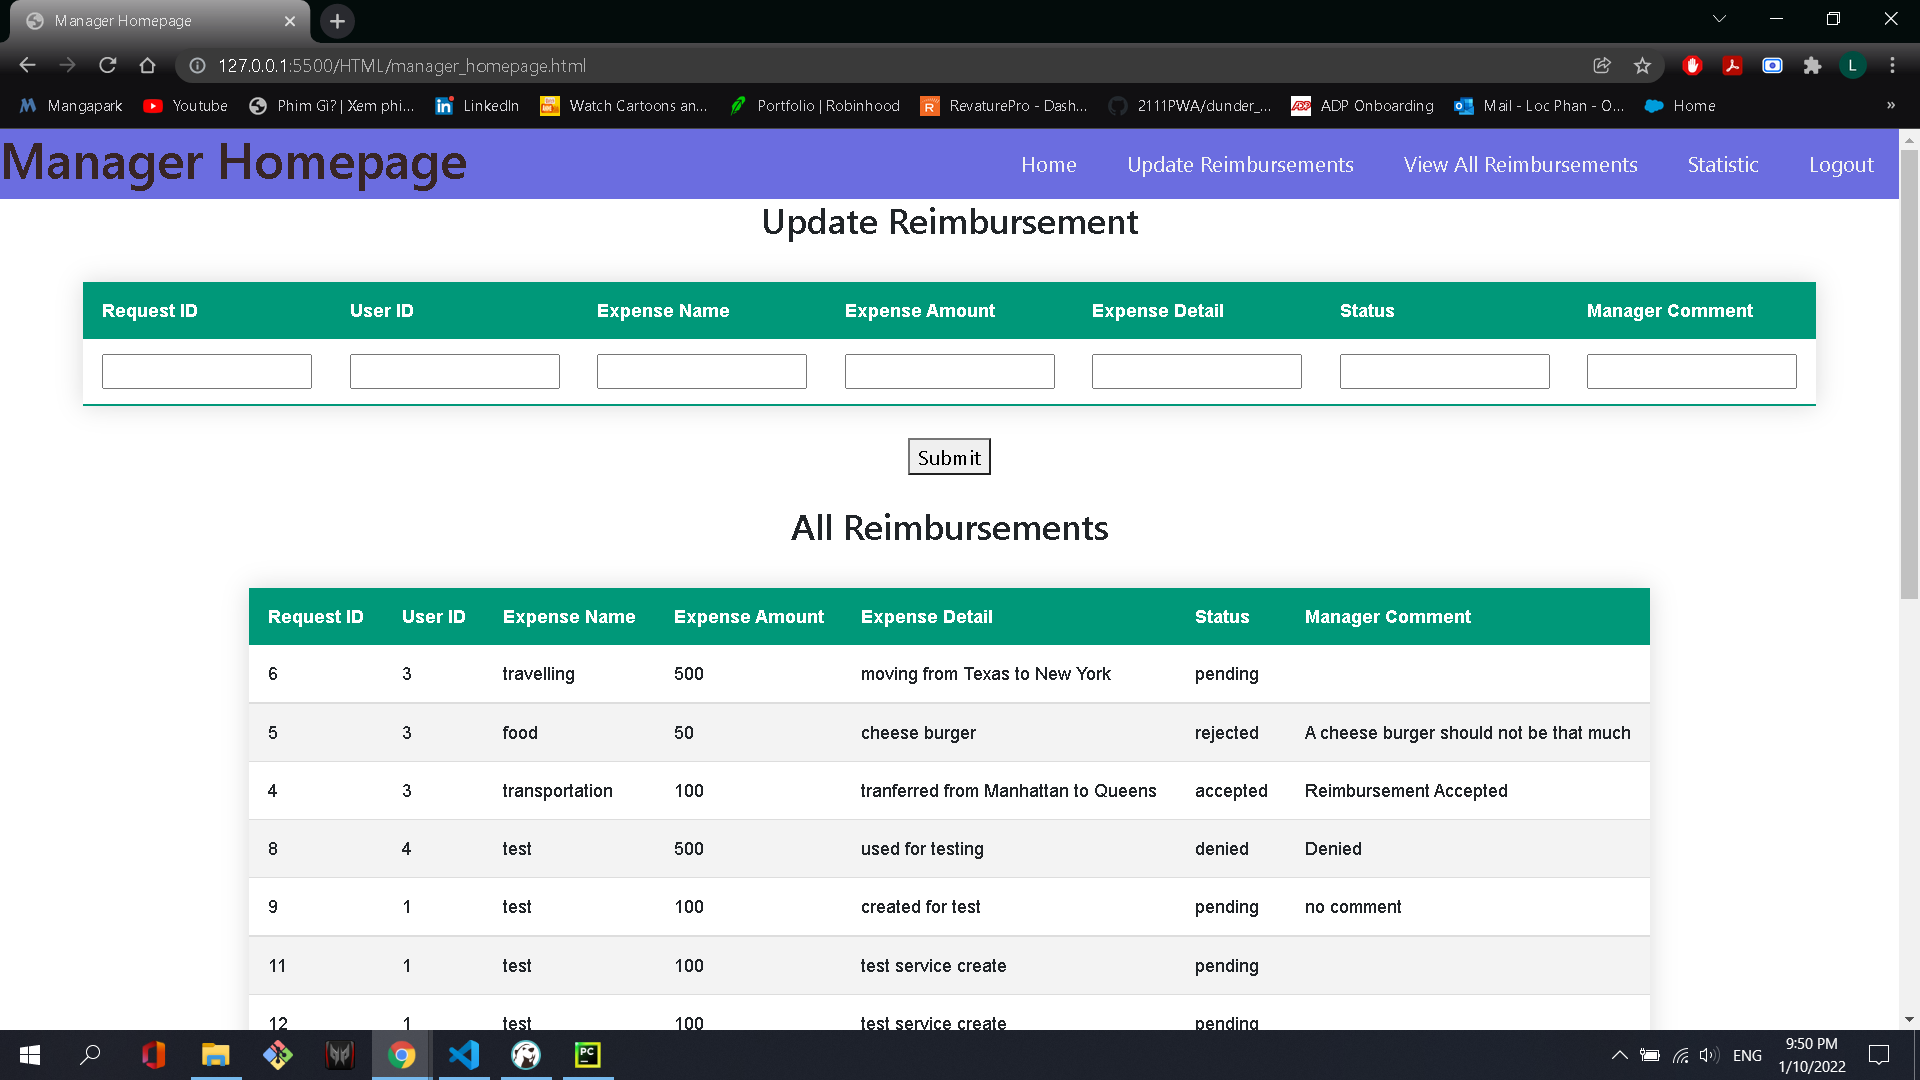 Manager Homepage
127.0.0.1:5500/HTML/manager_homepage.html
L
Mangapark Youtube Phim Gì? | Xem phi... LinkedIn Watch Cartoons an... Portfolio | Robinhood RevaturePro - Dash... 2111PWA/dunder_... ADP Onboarding Mail - Loc Phan - O... Home »
Manager Homepage Home Update Reimbursements View All Reimbursements Statistic Logout
Update Reimbursement
Request ID User ID Expense Name Expense Amount Expense Detail Status Manager Comment
Submit
All Reimbursements
Request ID User ID Expense Name Expense Amount Expense Detail Status Manager Comment
6 3 travelling 500 moving from Texas to New York pending
5 3 food 50 cheese burger rejected A cheese burger should not be that much
4 3 transportation 100 tranferred from Manhattan to Queens accepted Reimbursement Accepted
8 4 test 500 used for testing denied Denied
9 1 test 100 created for test pending no comment
11 1 test 100 test service create pending
12 1 test 100 test service create pending
ENG 9:50 PM
1/10/2022